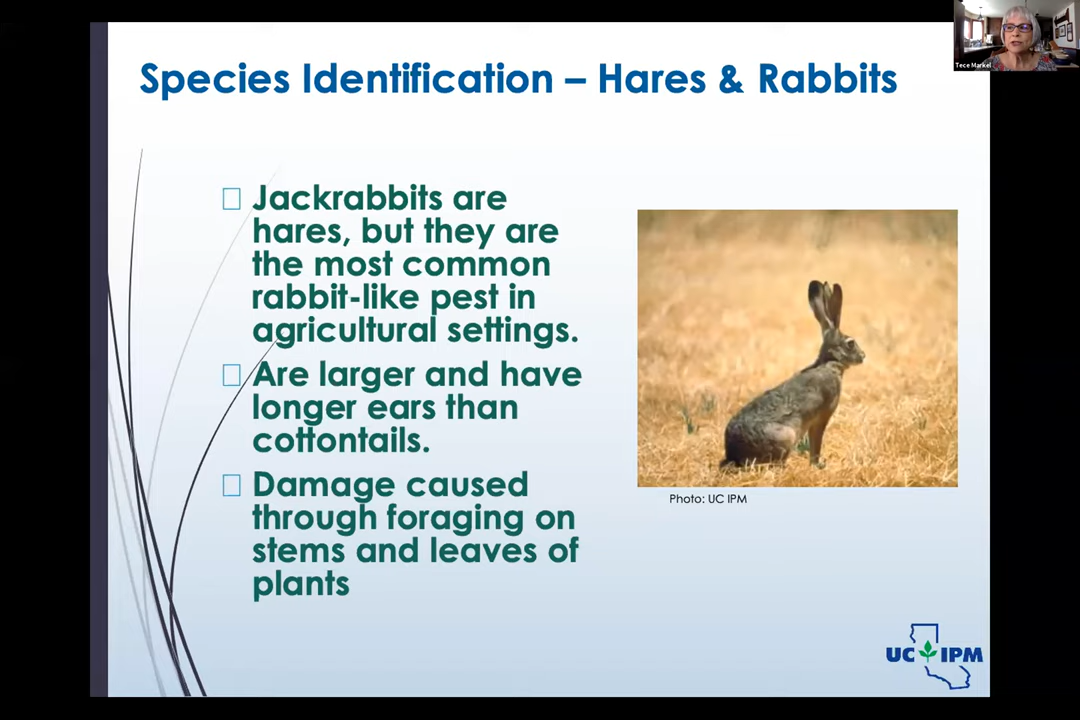 Species Identification – Hares & Rabbits
Jackrabbits are
hares, but they are
the most common
rabbit-like pest in
agricultural settings.
Are larger and have
longer ears than
cottontails.
Damage caused
through foraging on
stems and leaves of
plants
Photo: UC IPM
UC IPM
Tece Markel